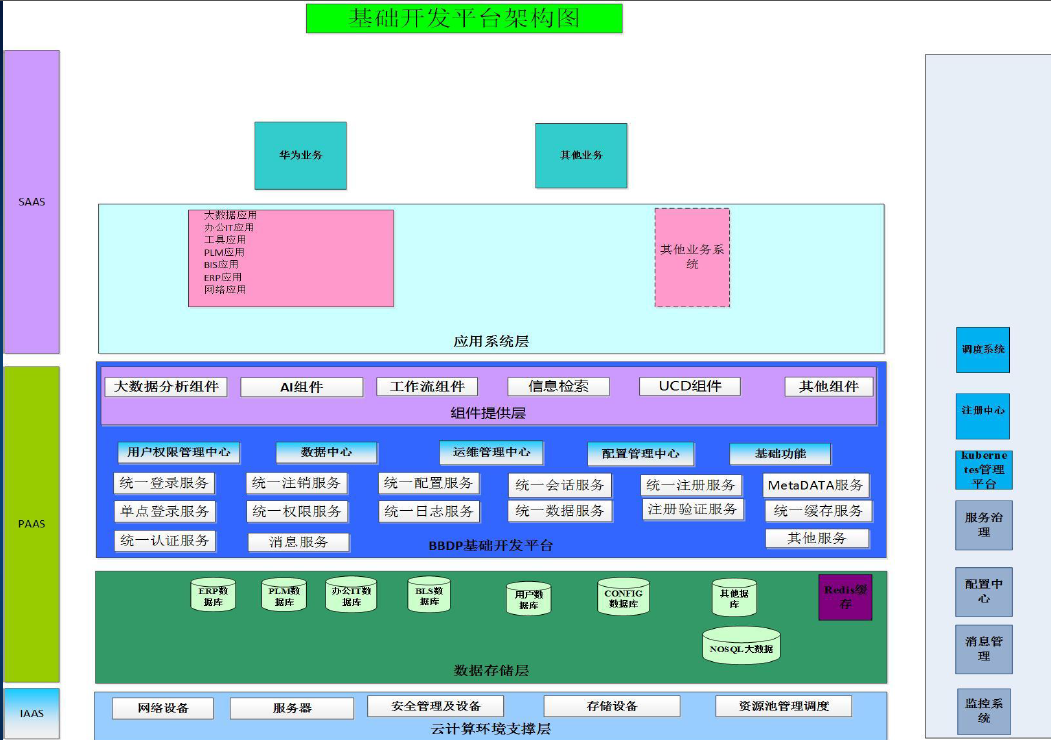 基础开发平台架构图
SAAS
华为业务
其他业务
大数据应用
办公IT应用
工具应用
PLM应用
BIS应用
ERP应用
网络应用
其他业务系
统
应用系统层
PAAS
大数据分析组件
AI组件
工作流组件
信息检索
UCD组件
其他组件
组件提供层
用户权限管理中心
数据中心
运维管理中心
配置管理中心
基础功能
统一登录服务
统一注销服务
统一配置服务
统一会话服务
统一注册服务
MetaDATA服务
单点登录服务
统一权限服务
统一日志服务
统一数据服务
注册验证服务
统一缓存服务
统一认证服务
消息服务
其他服务
BBDP基础开发平台
ERP数
据库
PLM数
据库
办公IT数
据库
BLS数
据库
用户数
据库
CONFIG
数据库
其他据
库
Redis缓
存
NOSQL大数据
数据存储层
IAAS
网络设备
服务器
安全管理及设备
存储设备
资源池管理调度
云计算环境支撑层
调度系统
注册中心
kuberne
tes管理
平台
服务治
理
配置中
心
消息管
理
监控系
统